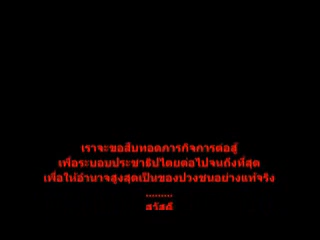 เราจะขอสืบทอดภารกิจการต่อสู้
เพื่อระบอบประชาธิปไตยต่อไปจนถึงที่สุด
เพื่อให้อำนาจสูงสุดเป็นของปวงชนอย่างแท้จริง
.........
สวัสดี